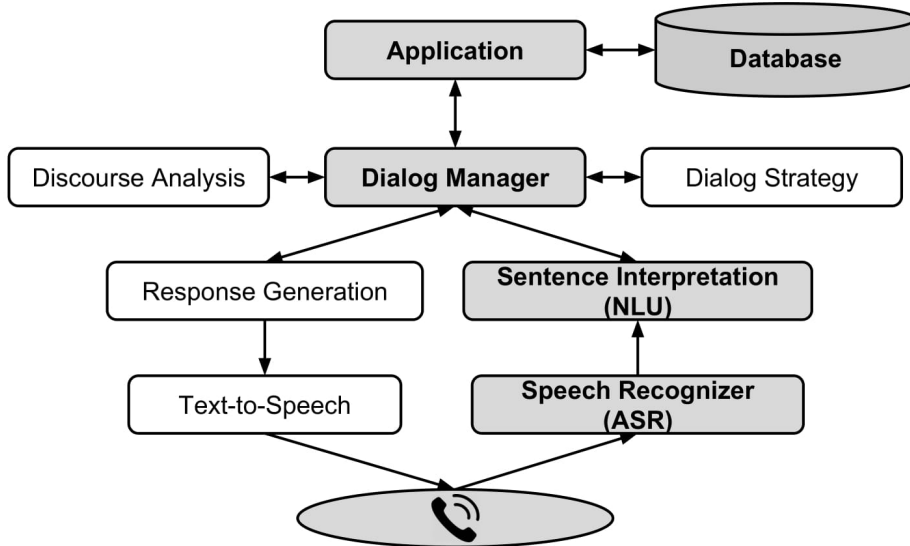 Application
Database
Discourse Analysis
Dialog Manager
Dialog Strategy
Response Generation
Sentence Interpretation
(NLU)
Text-to-Speech
Speech Recognizer
(ASR)